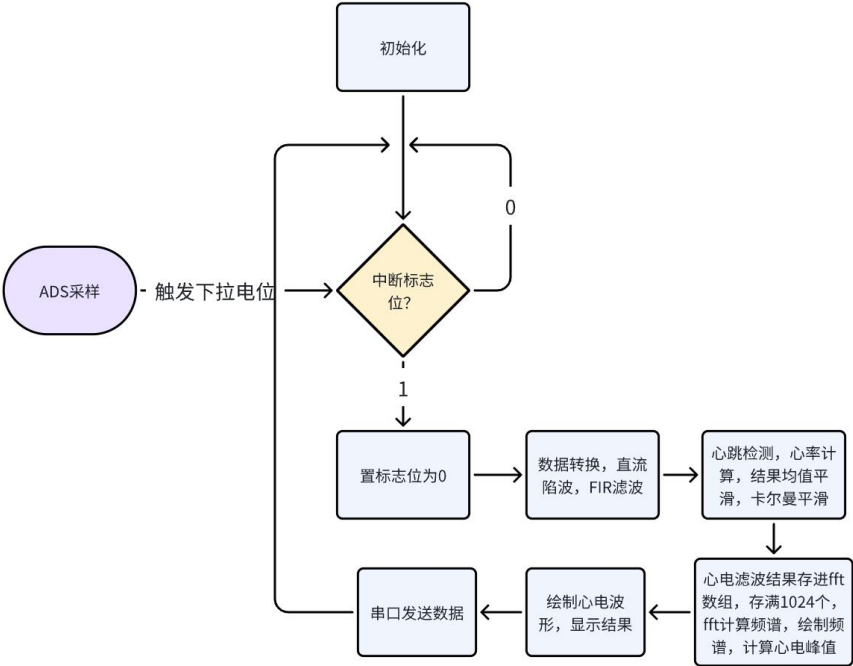 初始化
0
ADS采样
触发下拉电位
中断标志
位？
1
置标志位为0
数据转换，直流
陷波，FIR滤波
心跳检测，心率计
算，结果均值平
滑，卡尔曼平滑
心电滤波结果存进fft
数组，存满1024个，
fft计算频谱，绘制频
谱，计算心电峰值
绘制心电波
形，显示结果
串口发送数据